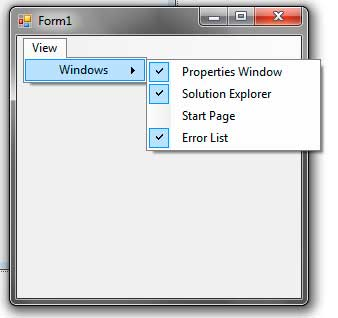 Form1
View
Windows
Properties Window
Solution Explorer
Start Page
Error List